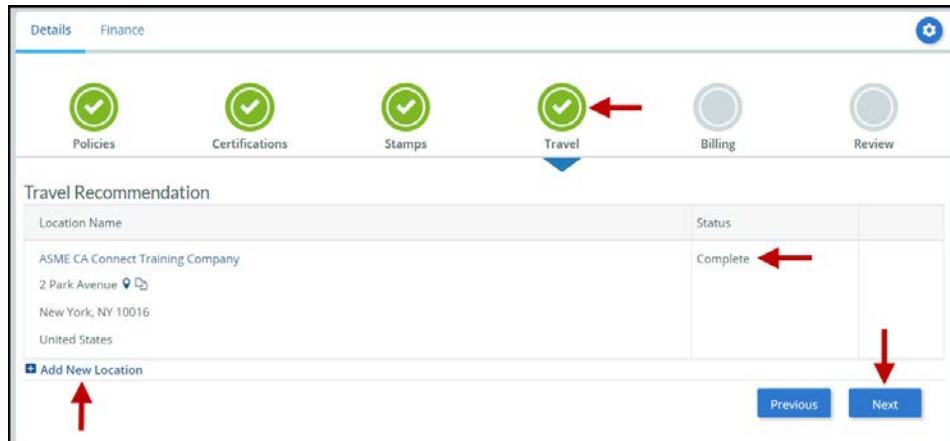 Details Finance
Policies Certifications Stamps Travel Billing Review
Travel Recommendation
Location Name Status
ASME CA Connect Training Company Complete
2 Park Avenue
New York, NY 10016
United States
Add New Location
Previous Next